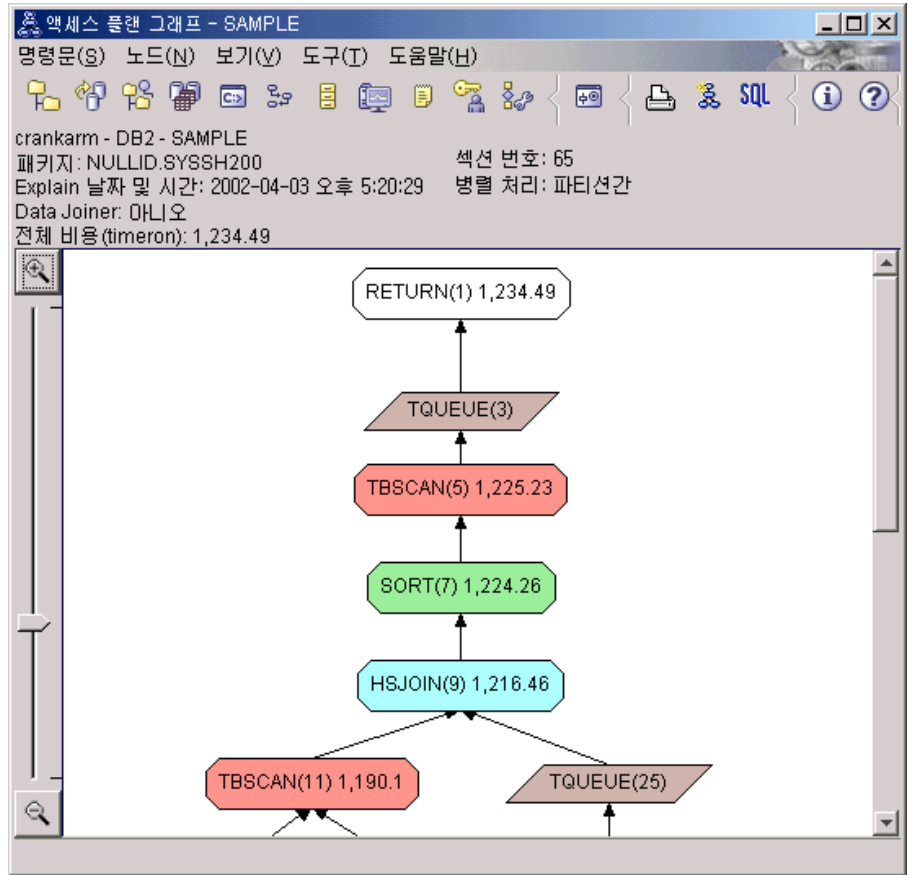 액세스 플랜 그래프 - SAMPLE
명령문(S) 노드(N) 보기(V) 도구(T) 도움말(H)
C:> SQL i ?
crankarm - DB2 - SAMPLE
패키지: NULLID.SYSSH200 섹션 번호: 65
Explain 날짜 및 시간: 2002-04-03 오후 5:20:29 병렬 처리: 파티션간
Data Joiner: 아니오
전체 비용(timeron): 1,234.49
RETURN(1) 1,234.49
TQUEUE(3)
TBSCAN(5) 1,225.23
SORT(7) 1,224.26
HSJOIN(9) 1,216.46
TBSCAN(11) 1,190.1 TQUEUE(25)